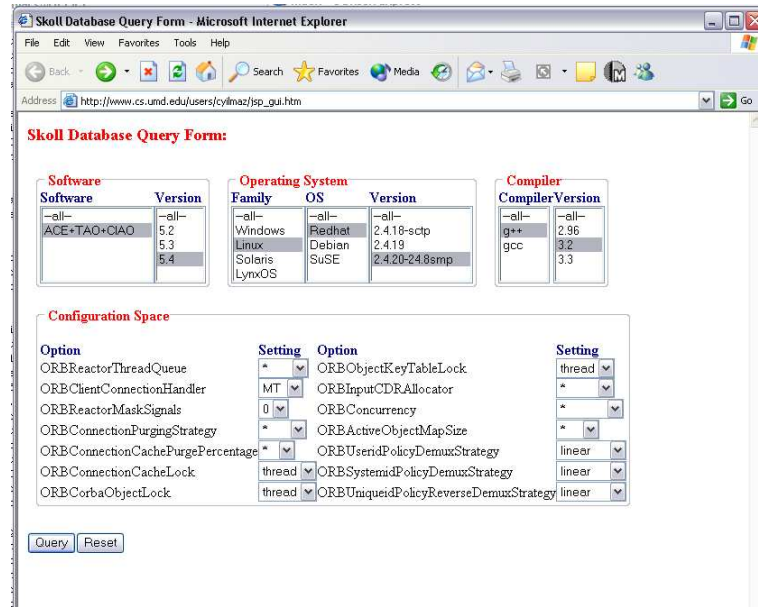 Skoll Database Query Form - Microsoft Internet Explorer
File Edit View Favorites Tools Help
Back Search Favorites Media
Address http://www.cs.umd.edu/users/cyilmaz/jsp_gui.htm Go
Skoll Database Query Form:
Software Operating System Compiler
Software Version Family OS Version Compiler Version
--all-- --all-- --all-- --all-- --all-- --all-- --all--
ACE+TAO+CIAO 5.2 Windows Redhat 2.4.18-sctp g++ 2.96
5.3 Linux Debian 2.4.19 gcc 3.2
5.4 Solaris SuSE 2.4.20-24.8smp 3.3
LynxOS
Configuration Space
Option Setting Option Setting
ORBReactorThreadQueue * ORBObjectKeyTableLock thread
ORBClientConnectionHandler MT ORBInputCDRAllocator *
ORBReactorMaskSignals 0 ORBConcurrency *
ORBConnectionPurgingStrategy * ORBActiveObjectMapSize *
ORBConnectionCachePurgePercentage * ORBUseridPolicyDemuxStrategy linear
ORBConnectionCacheLock thread ORBSystemidPolicyDemuxStrategy linear
ORBCorbaObjectLock thread ORBUniqueidPolicyReverseDemuxStrategy linear
Query Reset